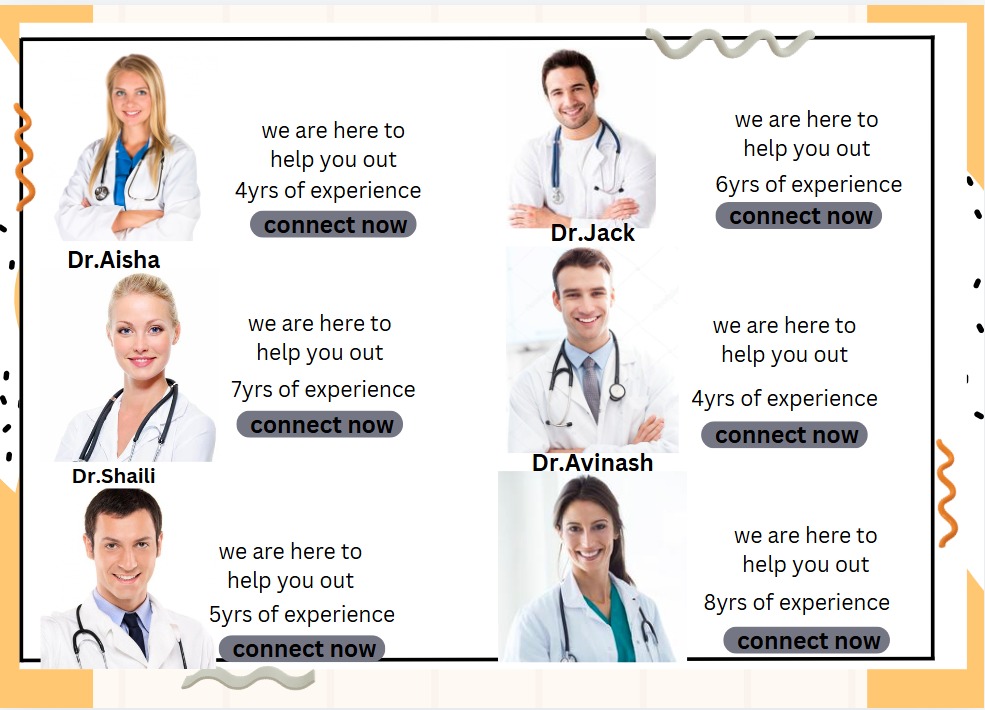 we are here to
help you out
4yrs of experience
connect now
Dr.Aisha
we are here to
help you out
6yrs of experience
connect now
Dr.Jack
we are here to
help you out
7yrs of experience
connect now
Dr.Shaili
we are here to
help you out
4yrs of experience
connect now
Dr.Avinash
we are here to
help you out
5yrs of experience
connect now
we are here to
help you out
8yrs of experience
connect now